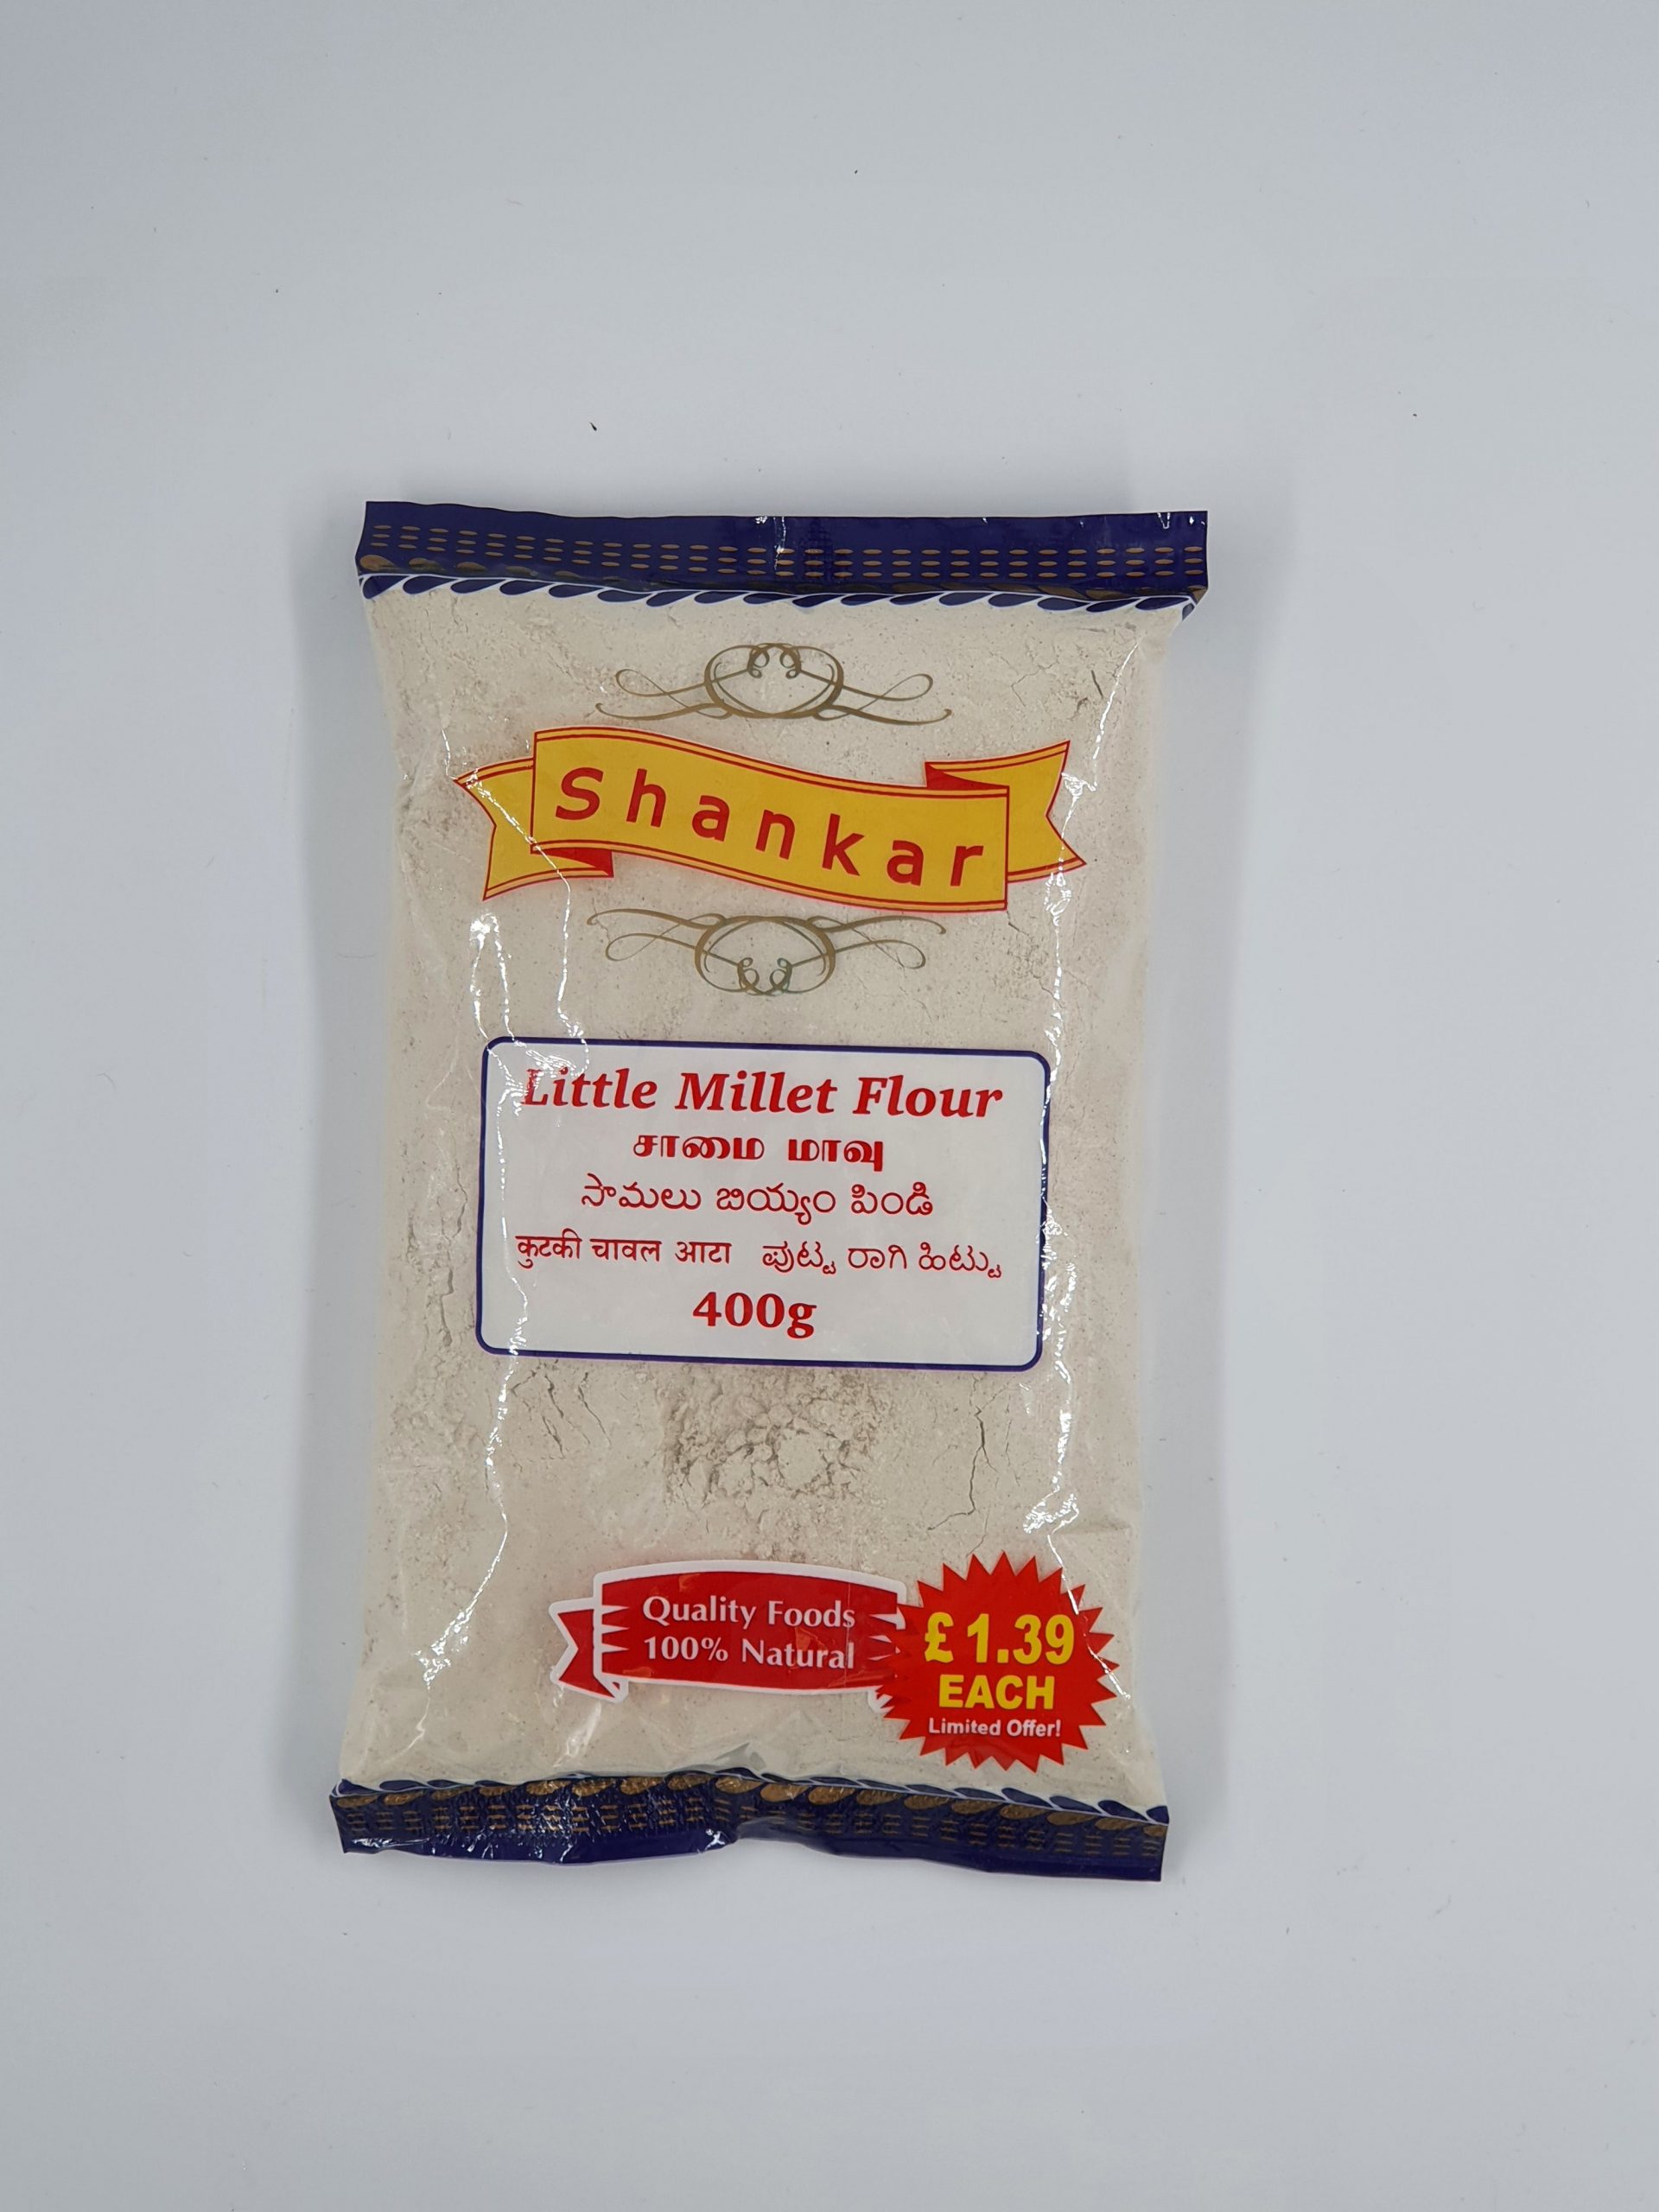 Shankar
Little Millet Flour
சாமை மாவு
సామలు బియ్యం పిండి
कुटकी चावल आटा ಪುಟ್ಟ ರಾಗಿ ಹಿಟ್ಟು
400g
Quality Foods
100% Natural
£1.39
EACH
Limited Offer!